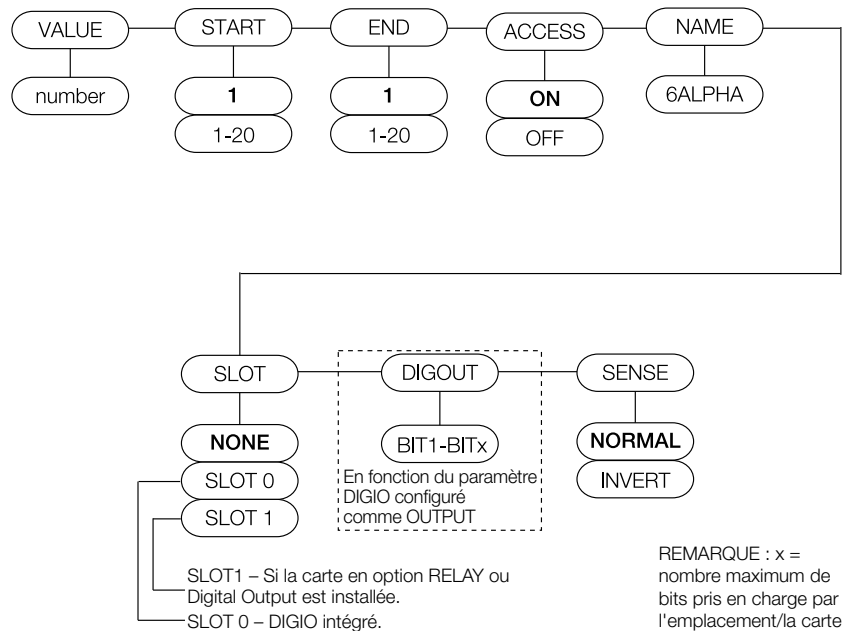 VALUE
START
END
ACCESS
NAME
number
1
1-20
1
1-20
ON
OFF
6ALPHA
SLOT
DIGOUT
SENSE
NONE
SLOT 0
SLOT 1
BIT1-BITx
NORMAL
INVERT
En fonction du paramètre
DIGIO configuré
comme OUTPUT
SLOT1 – Si la carte en option RELAY ou
Digital Output est installée.
SLOT 0 – DIGIO intégré.
REMARQUE : x =
nombre maximum de
bits pris en charge par
l'emplacement/la carte